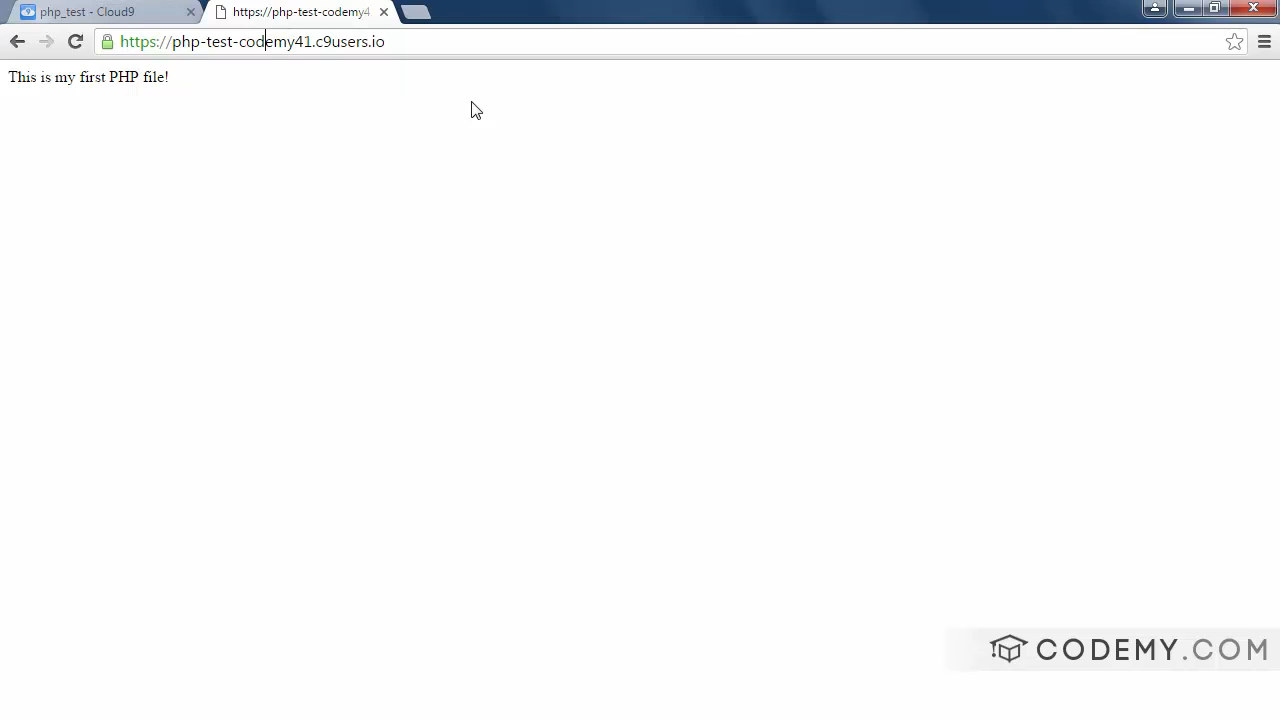 php_test - Cloud9
https://php-test-codemy4
https://php-test-codemy41.c9users.io
This is my first PHP file!
CODEMY.COM